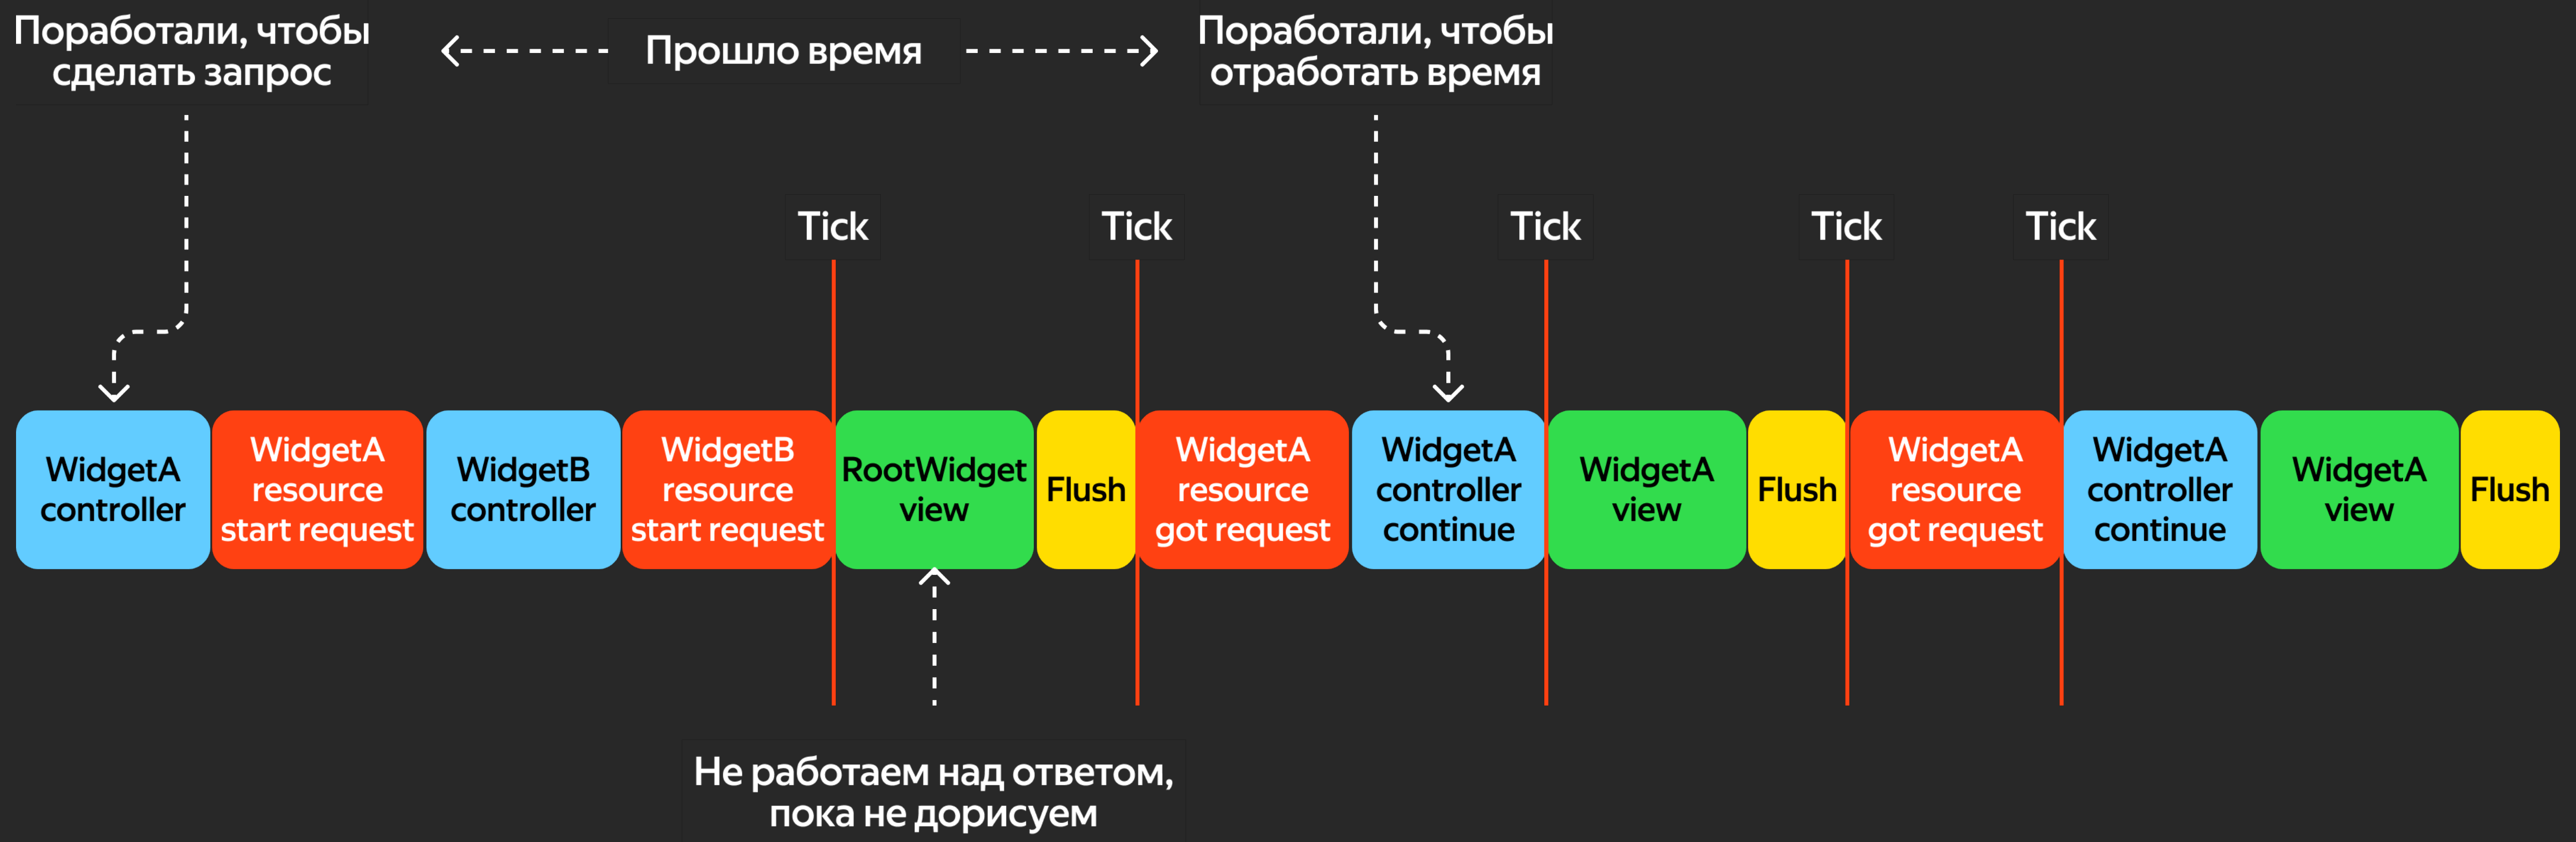 Поработали, чтобы
сделать запрос
Прошло время
Поработали, чтобы
отработать время
Tick
Tick
Tick
Tick
Tick
WidgetA
controller
WidgetA
resource
start request
WidgetB
controller
WidgetB
resource
start request
RootWidget
view
Flush
WidgetA
resource
got request
WidgetA
controller
continue
WidgetA
view
Flush
WidgetA
resource
got request
WidgetA
controller
continue
WidgetA
view
Flush
Не работаем над ответом,
пока не дорисуем